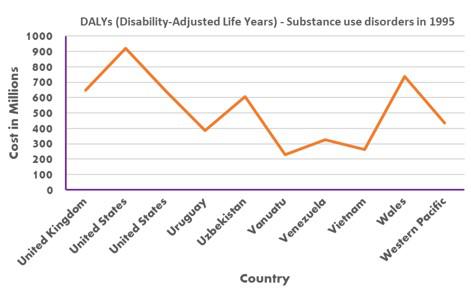 DALYs (Disability-Adjusted Life Years) - Substance use disorders in 1995
1000
900
800
700
600
500
400
300
200
100
0
Cost in Millions
United Kingdom
United States
United States
Uruguay
Uzbekistan
Vanuatu
Venezuela
Vietnam
Wales
Western Pacific
Country